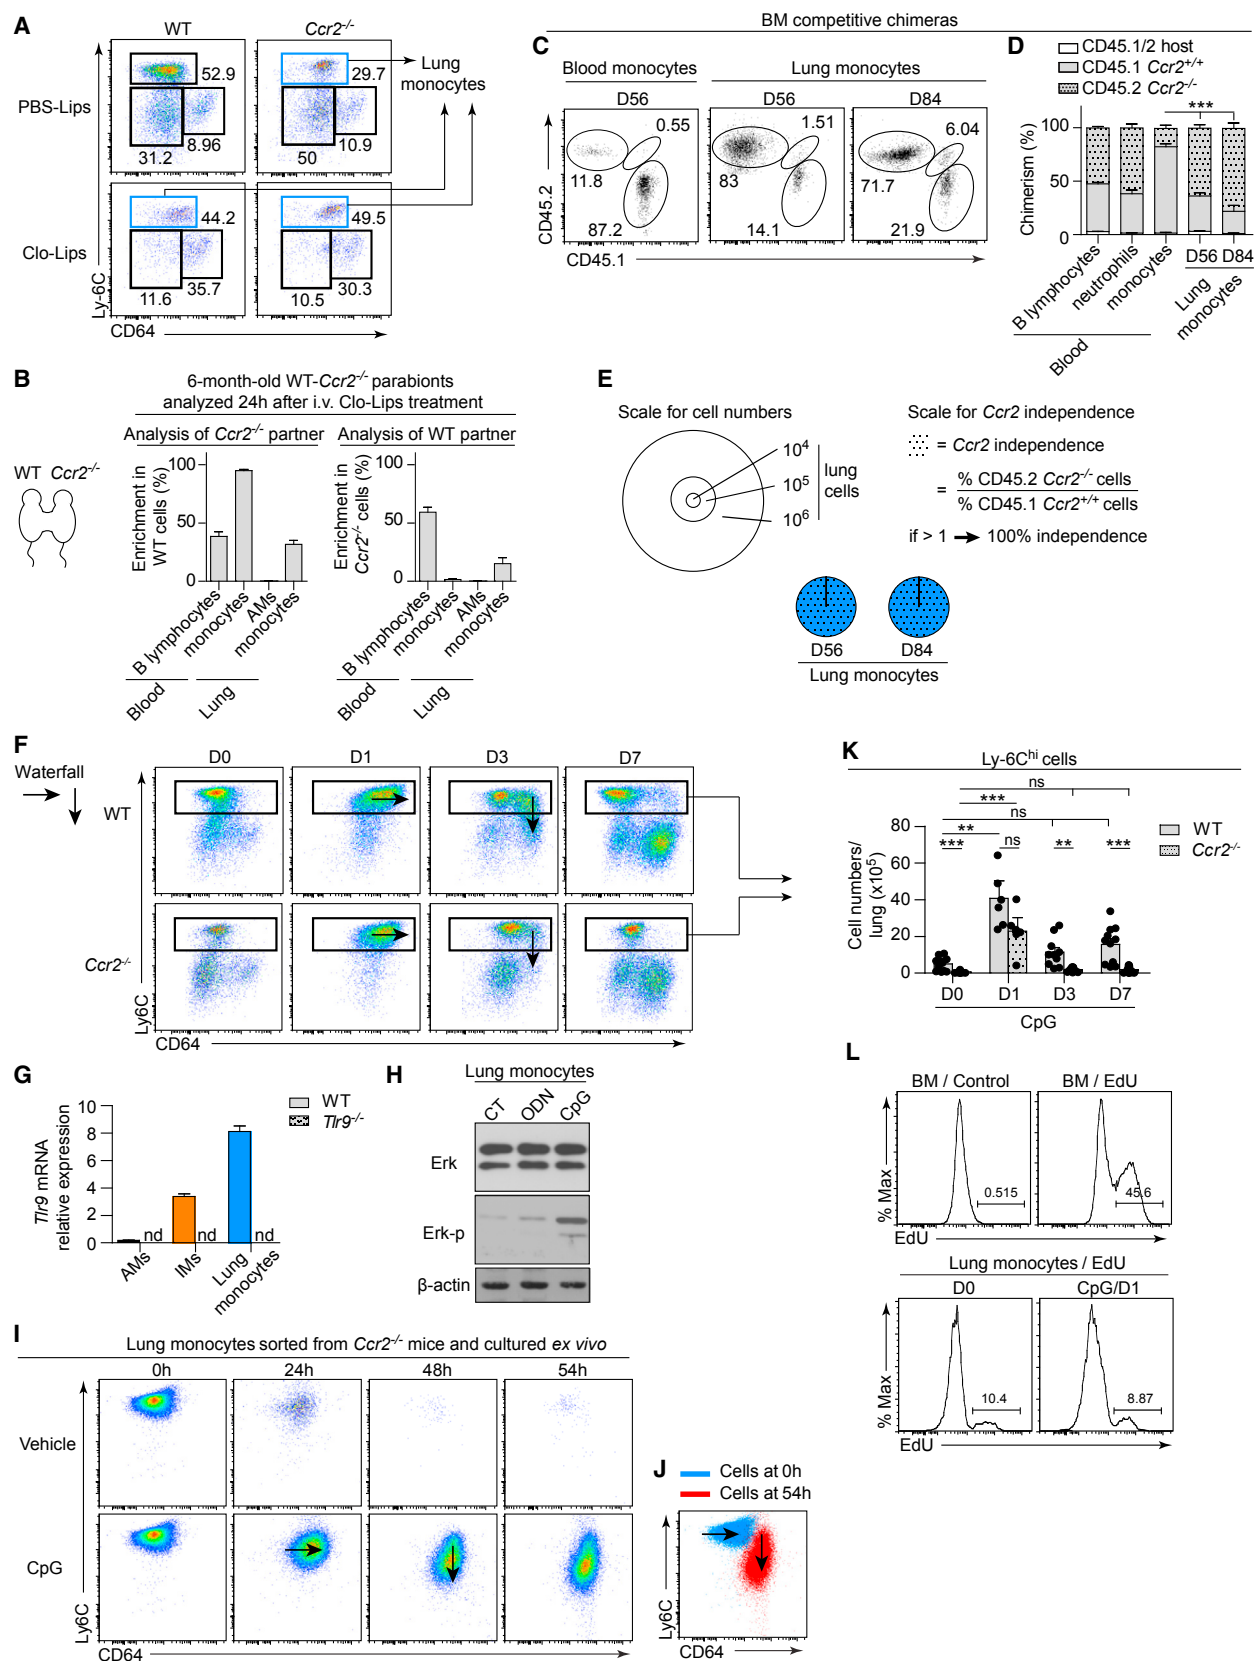 A
WT
Ccr2-/-
PBS-Lips
52.9
8.96
31.2
29.7
10.9
50
Lung
monocytes
Clo-Lips
44.2
35.7
11.6
49.5
30.3
10.5
Ly-6C
CD64
BM competitive chimeras
C
Blood monocytes
Lung monocytes
D56
D56
D84
0.55
11.8
87.2
1.51
83
14.1
6.04
71.7
21.9
CD45.2
CD45.1
D
CD45.1/2 host
CD45.1 Ccr2+/+
CD45.2 Ccr2-/-
***
Chimerism (%)
100
50
0
B lymphocytes
neutrophils
monocytes
D56 D84
Lung
monocytes
Blood
B
6-month-old WT-Ccr2-/- parabionts
analyzed 24h after i.v. Clo-Lips treatment
Analysis of Ccr2-/- partner
Analysis of WT partner
WT Ccr2-/-
Enrichment in
WT cells (%)
100
50
0
B lymphocytes
monocytes
AMs
monocytes
Blood
Lung
Enrichment in
Ccr2-/- cells (%)
100
50
0
B lymphocytes
monocytes
AMs
monocytes
Blood
Lung
E
Scale for cell numbers
10^4
10^5
10^6
lung
cells
Scale for Ccr2 independence
= Ccr2 independence
= % CD45.2 Ccr2-/- cells
% CD45.1 Ccr2+/+ cells
if > 1 → 100% independence
D56
D84
Lung monocytes
F
Waterfall
D0
D1
D3
D7
WT
Ccr2-/-
Ly6C
CD64
K
Ly-6Chi cells
ns
***
ns
**
***
ns
**
***
WT
Ccr2-/-
Cell numbers/
lung (x10^5)
80
60
40
20
0
D0
D1
D3
D7
CpG
G
WT
Tlr9-/-
Tlr9 mRNA
relative expression
10
8
6
4
2
0
nd
nd
nd
AMs
IMs
Lung
monocytes
H
Lung monocytes
CT
ODN
CpG
Erk
Erk-p
β-actin
L
BM / Control
BM / EdU
0.515
45.6
% Max
EdU
Lung monocytes / EdU
D0
CpG/D1
10.4
8.87
% Max
EdU
I
Lung monocytes sorted from Ccr2-/- mice and cultured ex vivo
0h
24h
48h
54h
Vehicle
CpG
Ly6C
CD64
J
Cells at 0h
Cells at 54h
Ly6C
CD64